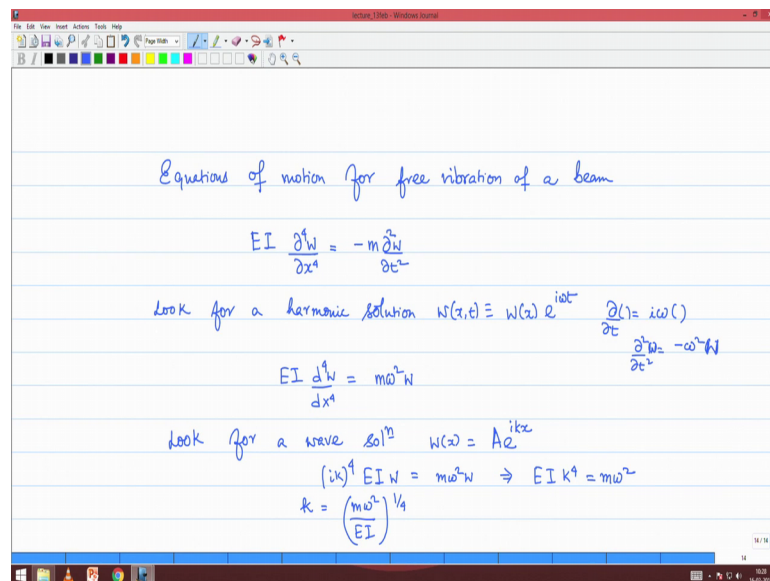 lecture_13feb - Windows Journal
File Edit View Insert Actions Tools Help
Page Width
B I
Equations of motion for free vibration of a beam
EI ∂⁴w/∂x⁴ = -m ∂²w/∂t²
Look for a harmonic solution w(x,t) ≡ w(x) e^{iωt} ∂/∂t ( ) = iω( )
∂²w/∂t² = -ω² W
EI d⁴w/dx⁴ = mω²w
Look for a wave solⁿ w(x) = Ae^{ikx}
(ik)⁴ EI w = mω²w ⇒ EI k⁴ = mω²
k = (mω²/EI)^{1/4}
14 / 14
14
10:28